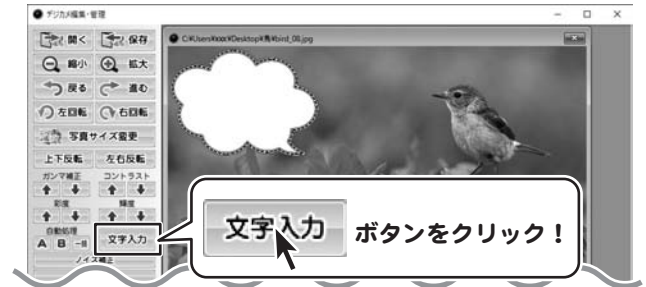 デジカメ編集・管理
開く 保存
C:¥Users¥xxx¥Desktop¥鳥¥bird_08.jpg
縮小 拡大
戻る 進む
左回転 右回転
写真サイズ変更
上下反転 左右反転
ガンマ補正 コントラスト
彩度 輝度
自動処理
A B 一括 文字入力
ノイズ補正
文字入力 ボタンをクリック！